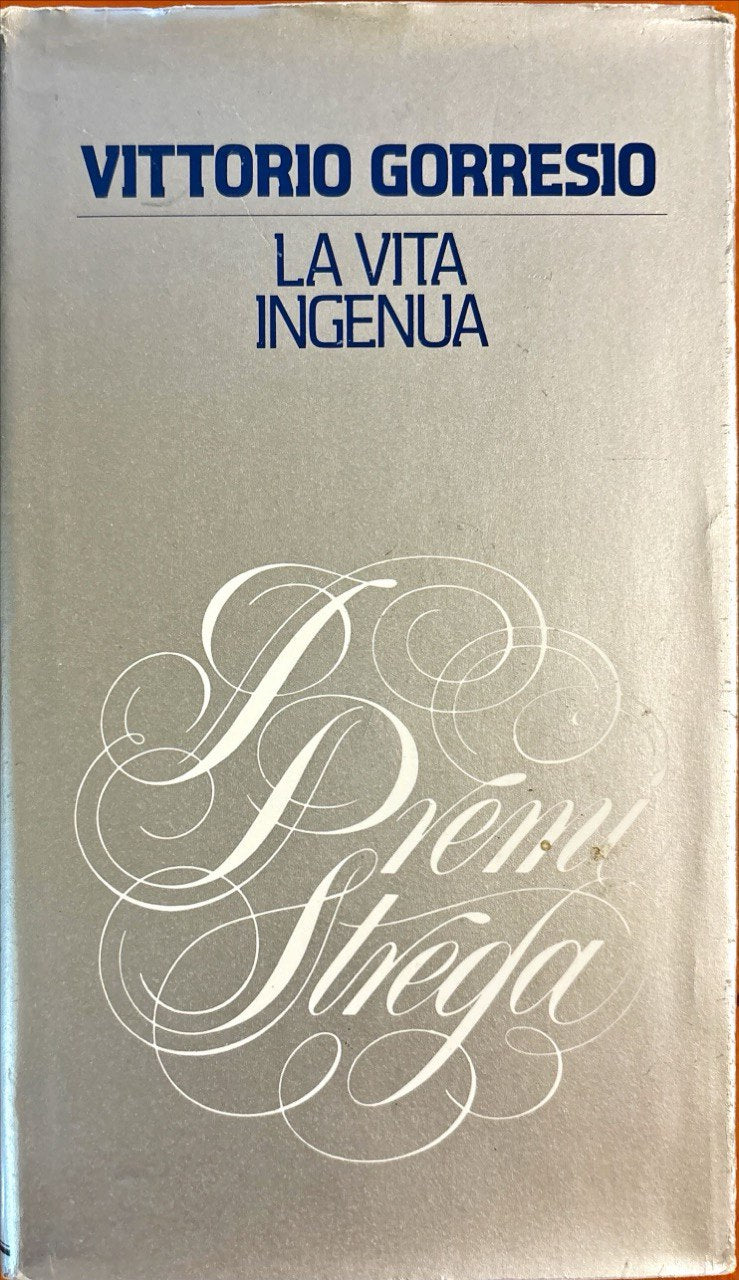 VITTORIO GORRESIO
LA VITA
INGENUA
I
Premi
Strega